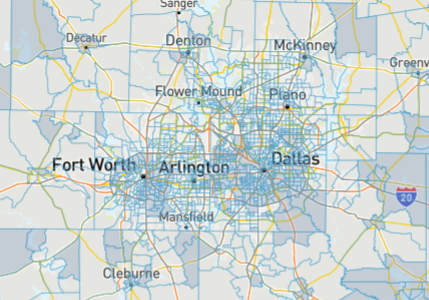 Sanger
Decatur
Denton
McKinney
Greenv
Flower Mound
Plano
Fort Worth
Arlington
Dallas
20
Mansfield
Cleburne